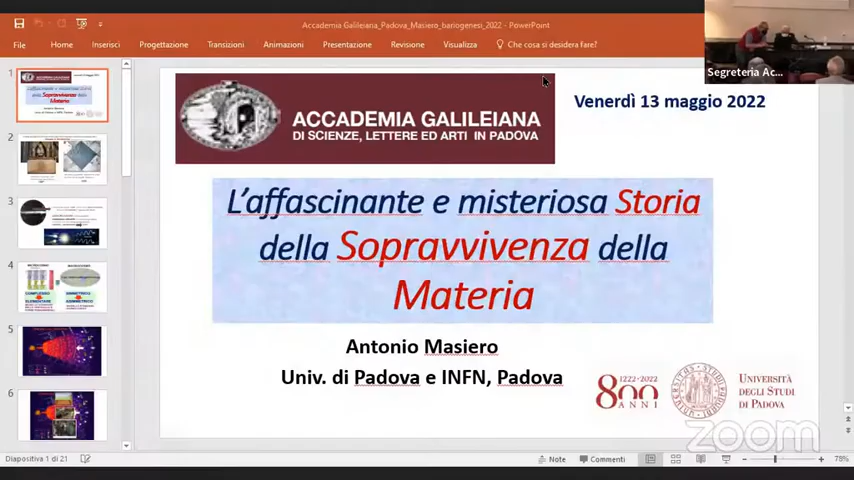 Accademia Galileiana_Padova_Masiero_bariogenesi_2022 - PowerPoint
File Home Inserisci Progettazione Transizioni Animazioni Presentazione Revisione Visualizza Che cosa si desidera fare?
Segreteria Ac...
ACCADEMIA GALILEIANA
DI SCIENZE, LETTERE ED ARTI IN PADOVA
Venerdì 13 maggio 2022
L'affascinante e misteriosa Storia
della Sopravvivenza della
Materia
Antonio Masiero
Univ. di Padova e INFN, Padova
1222·2022
800
ANNI
UNIVERSITÀ
DEGLI STUDI
DI PADOVA
zoom
1
2
3
4
5
6
Diapositiva 1 di 21
Note Commenti
78%